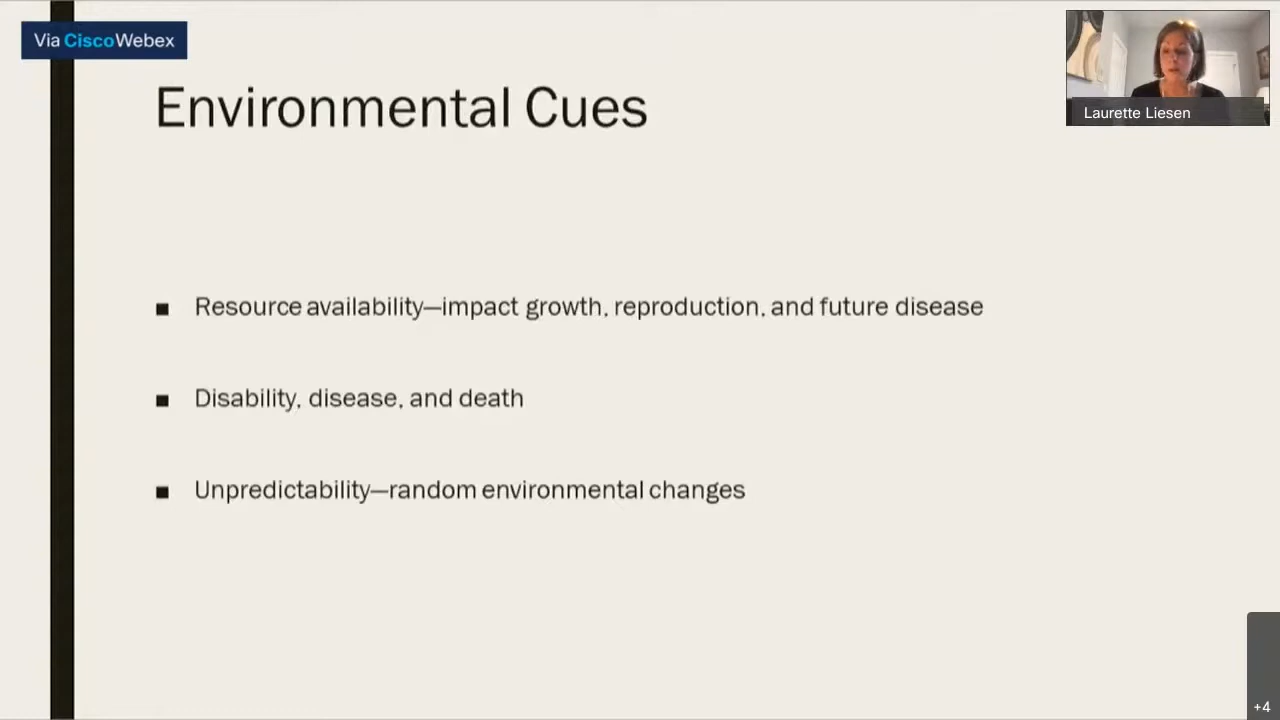 Via CiscoWebex
Laurette Liesen
Environmental Cues
Resource availability—impact growth, reproduction, and future disease
Disability, disease, and death
Unpredictability—random environmental changes
+4